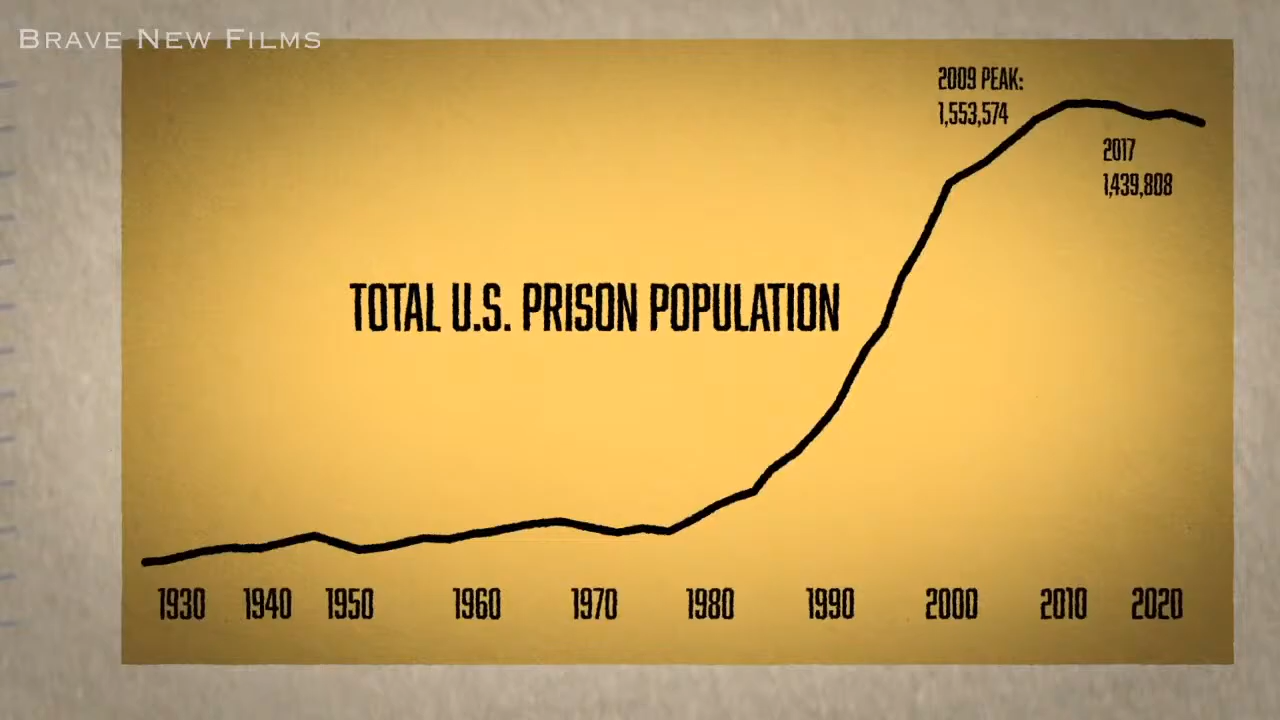 BRAVE NEW FILMS
2009 PEAK:
1,553,574
2017
1,439,808
TOTAL U.S. PRISON POPULATION
1930 1940 1950 1960 1970 1980 1990 2000 2010 2020